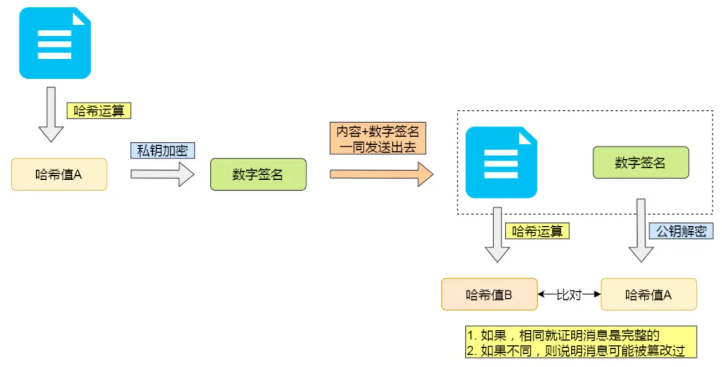 哈希运算
哈希值A
私钥加密
数字签名
内容+数字签名
一同发送出去
数字签名
哈希运算
公钥解密
哈希值B
比对
哈希值A
1. 如果，相同就证明消息是完整的
2. 如果不同，则说明消息可能被篡改过